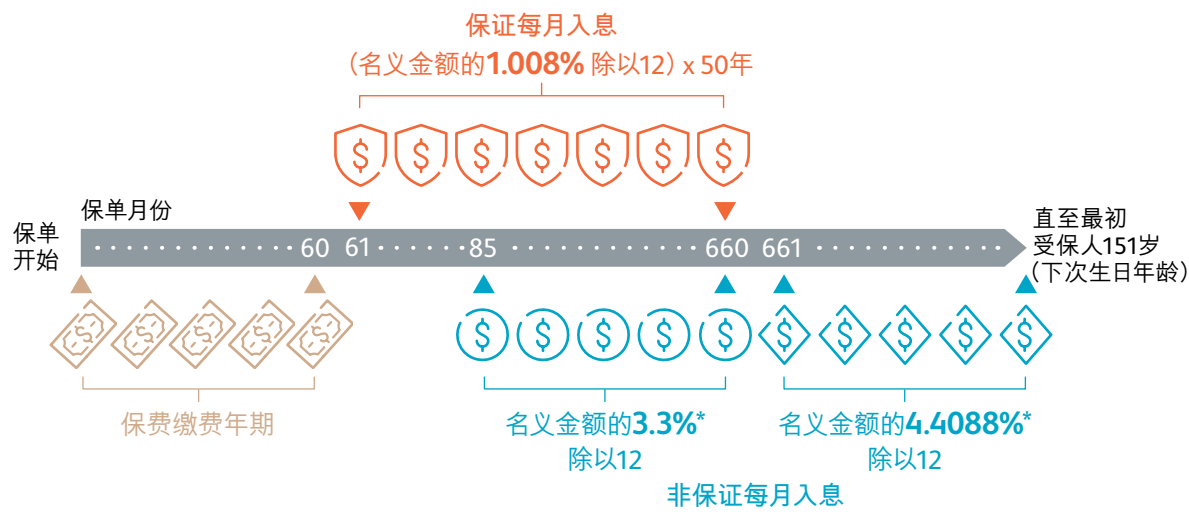 保证每月入息
（名义金额的1.008% 除以12）x 50年
保单月份
保单
开始
60 61 85 660 661
直至最初
受保人151岁
（下次生日年龄）
保费缴费年期
名义金额的3.3%*
除以12
名义金额的4.4088%*
除以12
非保证每月入息